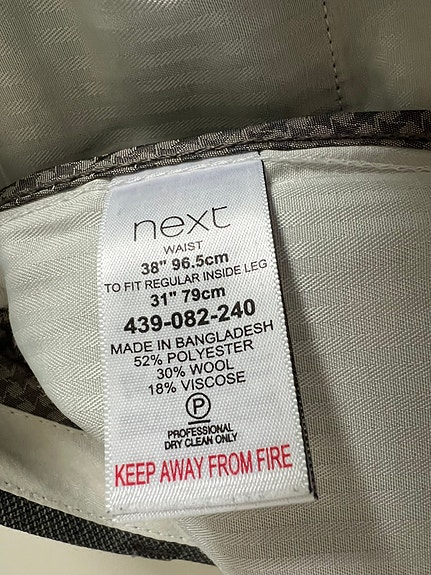 next
WAIST
38" 96.5cm
TO FIT REGULAR INSIDE LEG
31" 79cm
439-082-240
MADE IN BANGLADESH
52% POLYESTER
30% WOOL
18% VISCOSE
P
PROFESSIONAL
DRY CLEAN ONLY
KEEP AWAY FROM FIRE